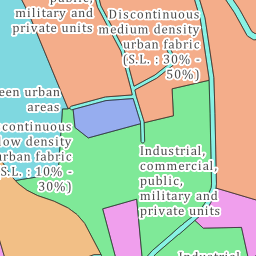 public,
military and
private units
Discontinuous
medium density
urban fabric
(S.L. : 30% -
50%)
een urban
areas
continuous
low density
urban fabric
S.L. : 10% -
30%)
Industrial,
commercial,
public,
military and
private units
Industrial